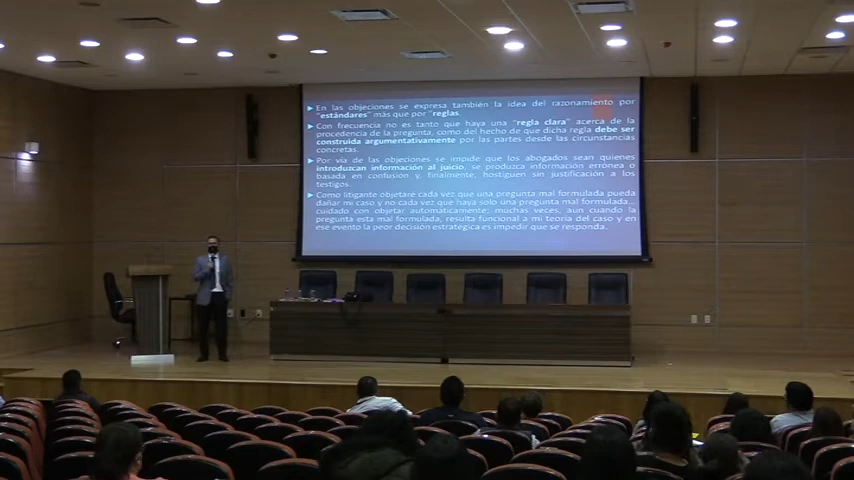 En las objeciones se expresa también la idea del razonamiento por
"estándares" más que por "reglas.
Con frecuencia no es tanto que haya una "regla clara" acerca de la
procedencia de la pregunta, como del hecho de que dicha regla debe ser
construida argumentativamente por las partes desde las circunstancias
concretas.
Por vía de las objeciones se impide que los abogados sean quienes
introduzcan información al juicio, se produzca información errónea o
basada en confusión y, finalmente, hostiguen sin justificación a los
testigos.
Como litigante objetare cada vez que una pregunta mal formulada pueda
dañar mi caso y no cada vez que haya solo una pregunta mal formulada...
cuidado con objetar automáticamente; muchas veces, aún cuando la
pregunta esta mal formulada, resulta funcional a mi teoría del caso y en
ese evento la peor decisión estratégica es impedir que se responda.